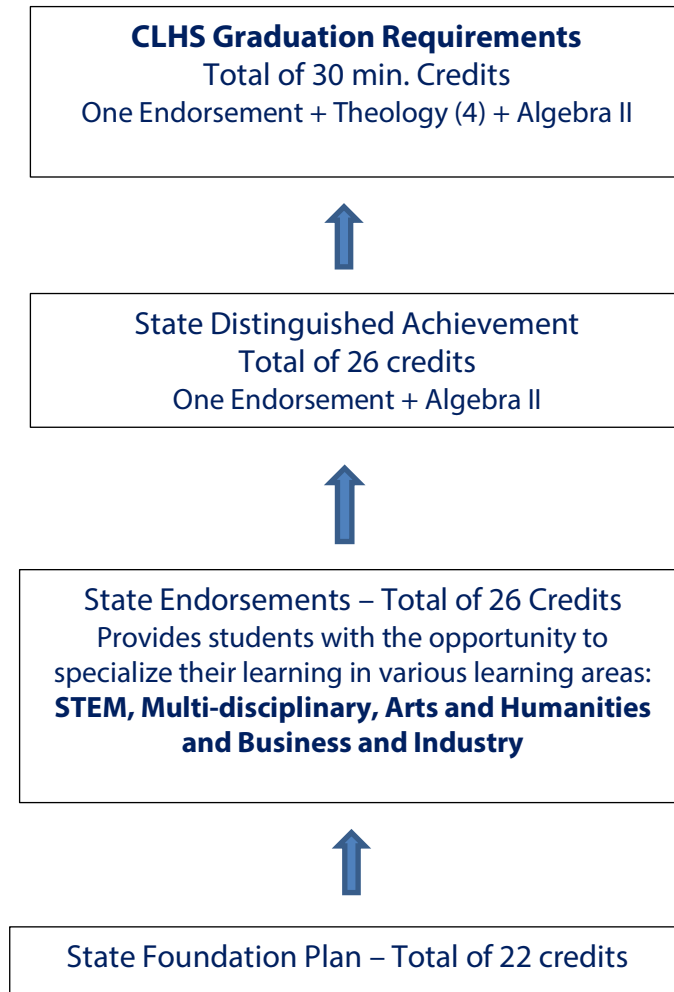 CLHS Graduation Requirements
Total of 30 min. Credits
One Endorsement + Theology (4) + Algebra II
State Distinguished Achievement
Total of 26 credits
One Endorsement + Algebra II
State Endorsements – Total of 26 Credits
Provides students with the opportunity to
specialize their learning in various learning areas:
STEM, Multi-disciplinary, Arts and Humanities
and Business and Industry
State Foundation Plan – Total of 22 credits